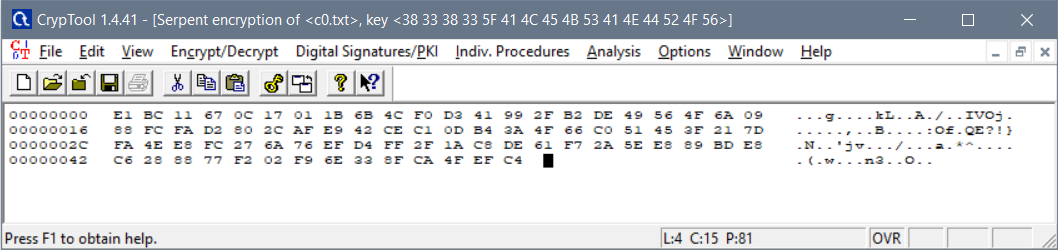 CrypTool 1.4.41 - [Serpent encryption of <c0.txt>, key <38 33 38 33 5F 41 4C 45 4B 53 41 4E 44 52 4F 56>]
File Edit View Encrypt/Decrypt Digital Signatures/PKI Indiv. Procedures Analysis Options Window Help
00000000 E1 BC 11 67 0C 17 01 1B 6B 4C F0 D3 41 99 2F B2 DE 49 56 4F 6A 09 ...g....kL..A./..IVOj.
00000016 88 FC FA D2 80 2C AF E9 42 CE C1 0D B4 3A 4F 66 C0 51 45 3F 21 7D .....,..B....:Of.QE?!}
0000002C FA 4E E8 FC 27 6A 76 EF D4 FF 2F 1A C8 DE 61 F7 2A 5E E8 89 BD E8 .N..'jv.../...a.*^....
00000042 C6 28 88 77 F2 02 F9 6E 33 8F CA 4F EF C4 .(.w...n3..O..
Press F1 to obtain help. L:4 C:15 P:81 OVR